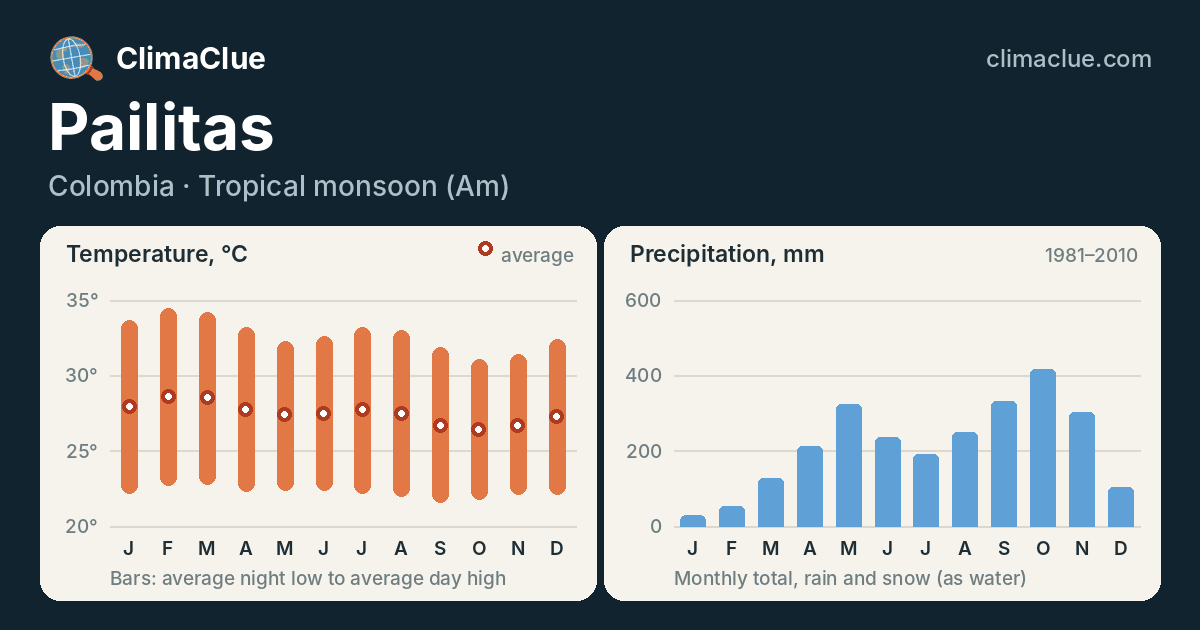 ClimaClue
climaclue.com
Pailitas
Colombia · Tropical monsoon (Am)
Temperature, °C
average
35°
30°
25°
20°
J F M A M J J A S O N D
Bars: average night low to average day high
Precipitation, mm
1981–2010
600
400
200
0
J F M A M J J A S O N D
Monthly total, rain and snow (as water)